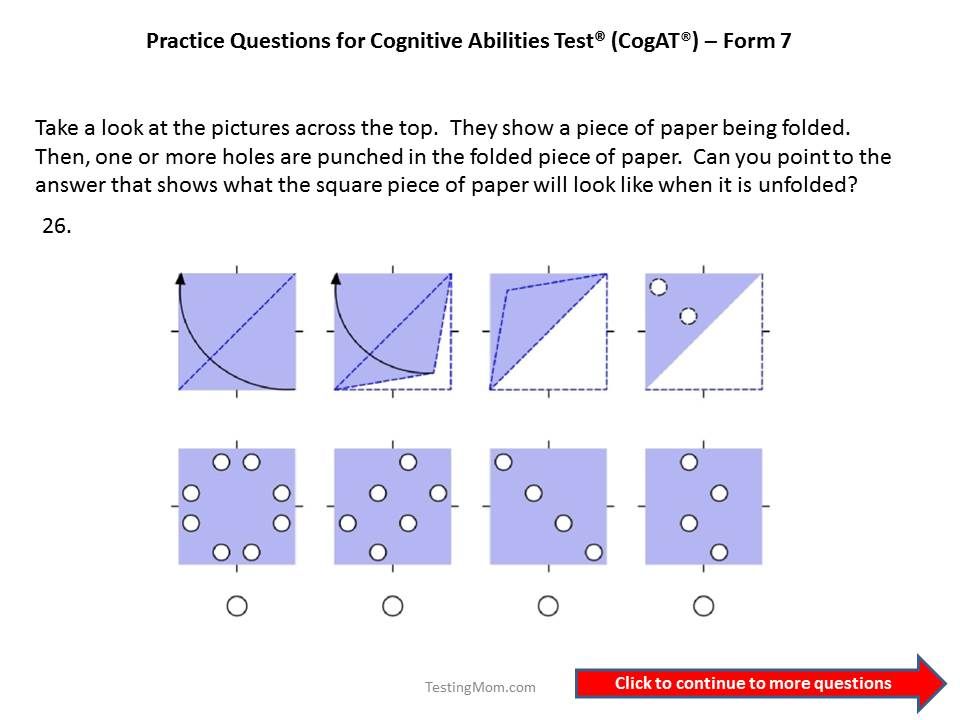 Practice Questions for Cognitive Abilities Test® (CogAT®) – Form 7
Take a look at the pictures across the top. They show a piece of paper being folded.
Then, one or more holes are punched in the folded piece of paper. Can you point to the
answer that shows what the square piece of paper will look like when it is unfolded?
26.
TestingMom.com
Click to continue to more questions